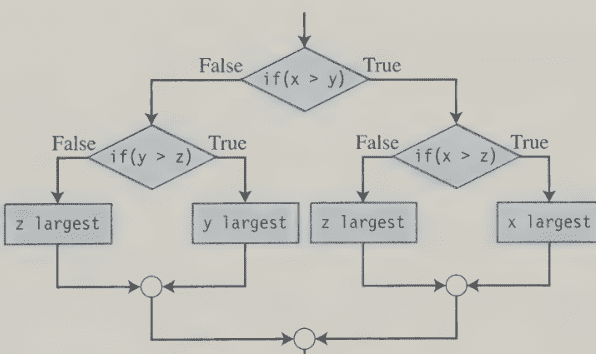 False
True
if(x > y)
False
True
if(y > z)
False
True
if(x > z)
z largest
y largest
z largest
x largest